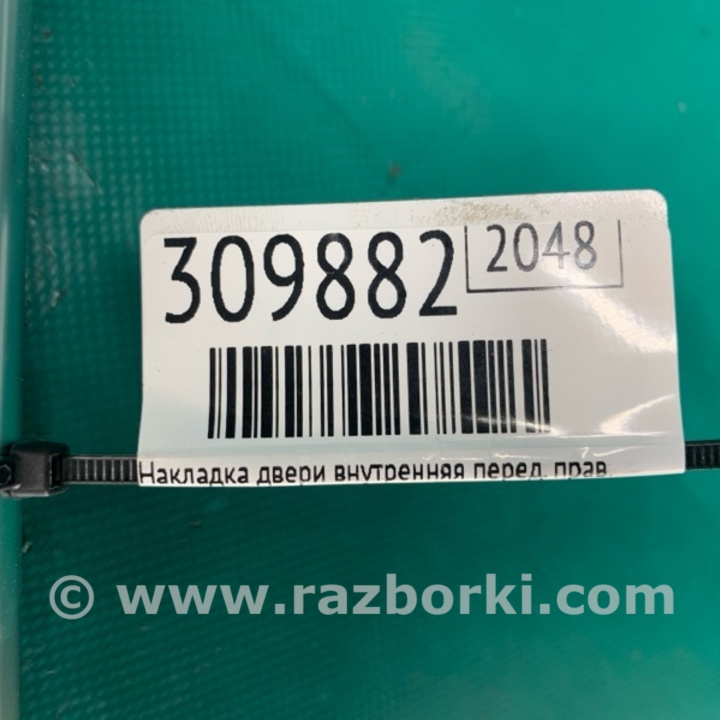 309882 2048
Накладка двери внутренняя перед. прав.
© www.razborki.com